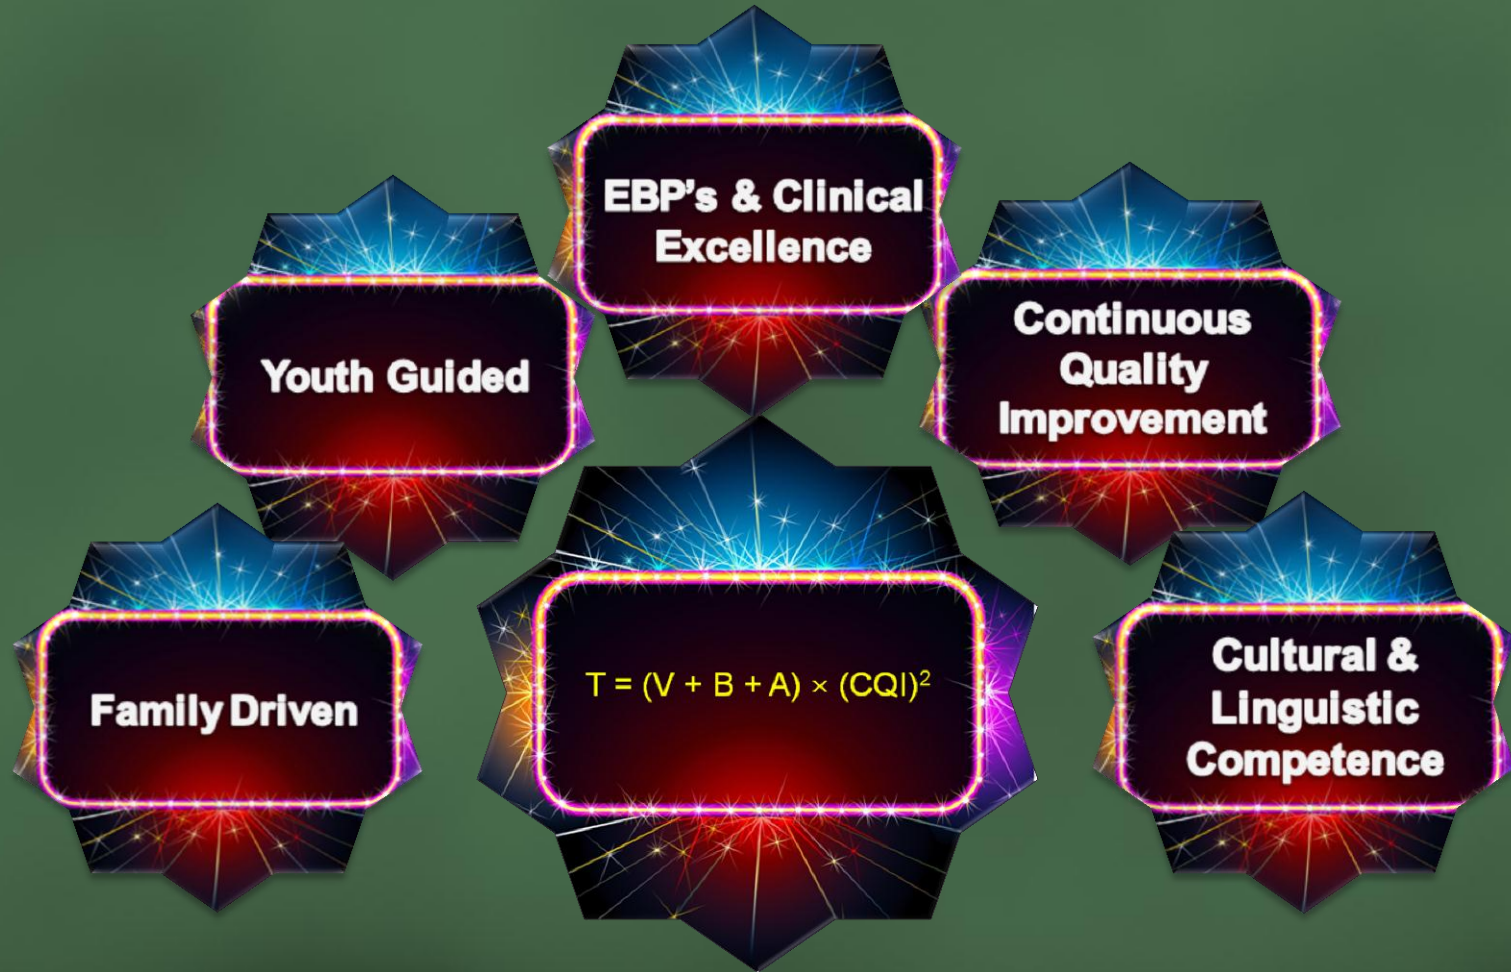 EBP’s & Clinical
Excellence
Youth Guided
Continuous
Quality
Improvement
Family Driven
T = (V + B + A) × (CQI)²
Cultural &
Linguistic
Competence